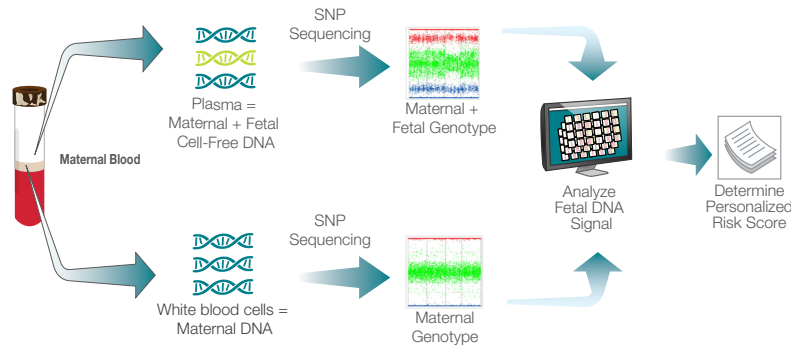 SNP
Sequencing
Plasma =
Maternal + Fetal
Cell-Free DNA
Maternal +
Fetal Genotype
Maternal Blood
Analyze
Fetal DNA
Signal
Determine
Personalized
Risk Score
SNP
Sequencing
White blood cells =
Maternal DNA
Maternal
Genotype